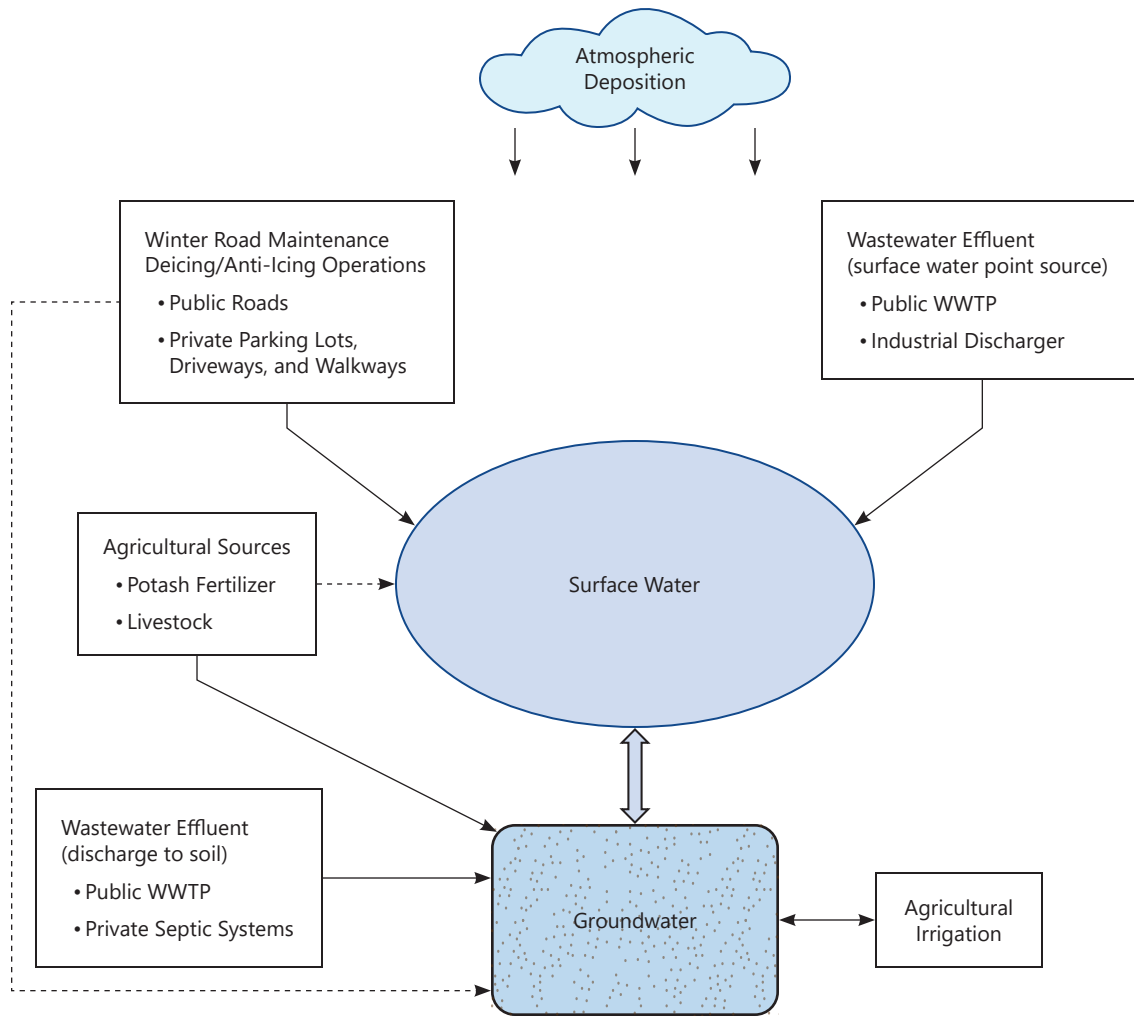 Atmospheric
Deposition
Winter Road Maintenance
Deicing/Anti-Icing Operations
• Public Roads
• Private Parking Lots,
Driveways, and Walkways
Wastewater Effluent
(surface water point source)
• Public WWTP
• Industrial Discharger
Agricultural Sources
• Potash Fertilizer
• Livestock
Surface Water
Wastewater Effluent
(discharge to soil)
• Public WWTP
• Private Septic Systems
Groundwater
Agricultural
Irrigation